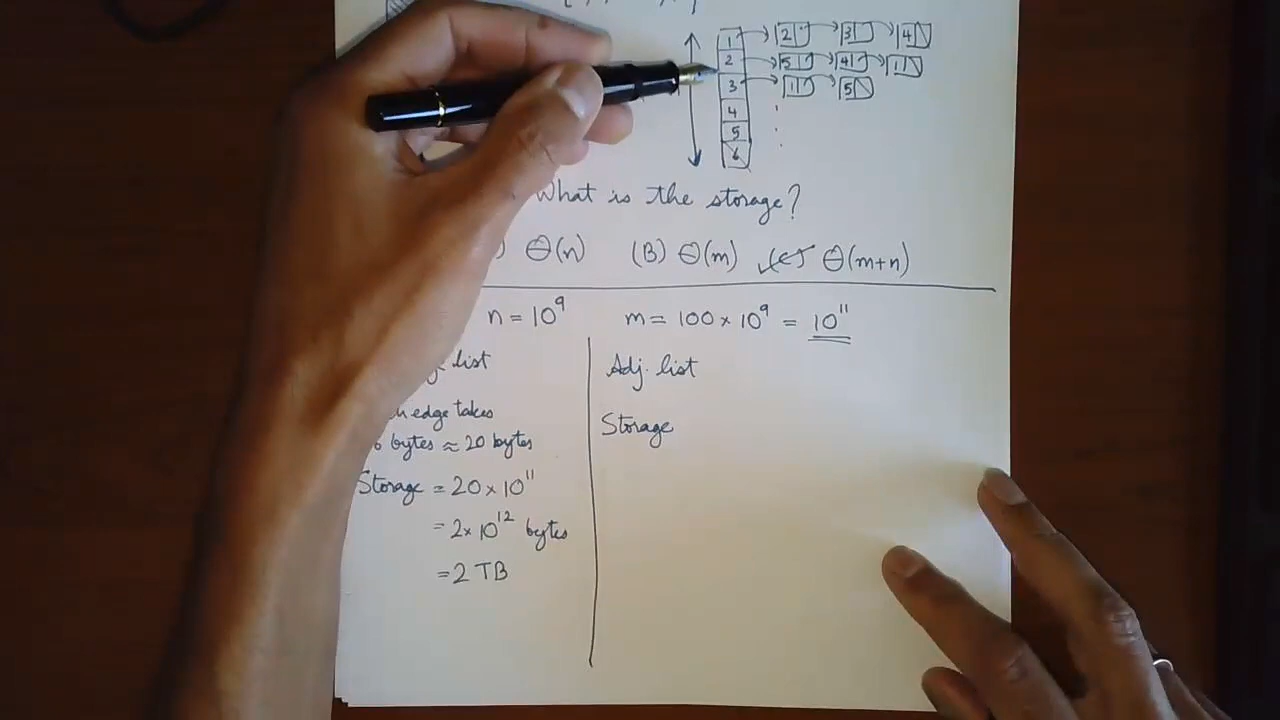 1 2 3 4
2 5 4 1
3 1 5
4
5
6
What is the storage?
Θ(n) (B) Θ(m) (C) Θ(m+n)
n = 10⁹ m = 100 × 10⁹ = 10¹¹
list Adj. list
edge takes
bytes ≈ 20 bytes Storage
Storage = 20 × 10¹¹
= 2 × 10¹² bytes
= 2 TB